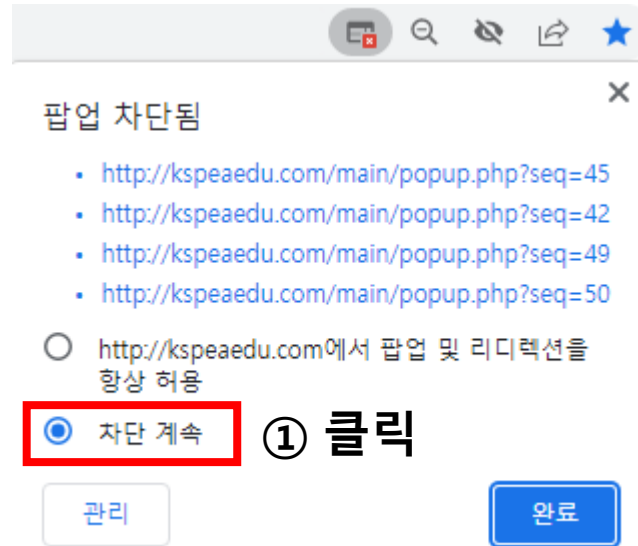 팝업 차단됨
• http://kspeaedu.com/main/popup.php?seq=45
• http://kspeaedu.com/main/popup.php?seq=42
• http://kspeaedu.com/main/popup.php?seq=49
• http://kspeaedu.com/main/popup.php?seq=50
http://kspeaedu.com에서 팝업 및 리디렉션을
항상 허용
차단 계속 ① 클릭
관리 완료